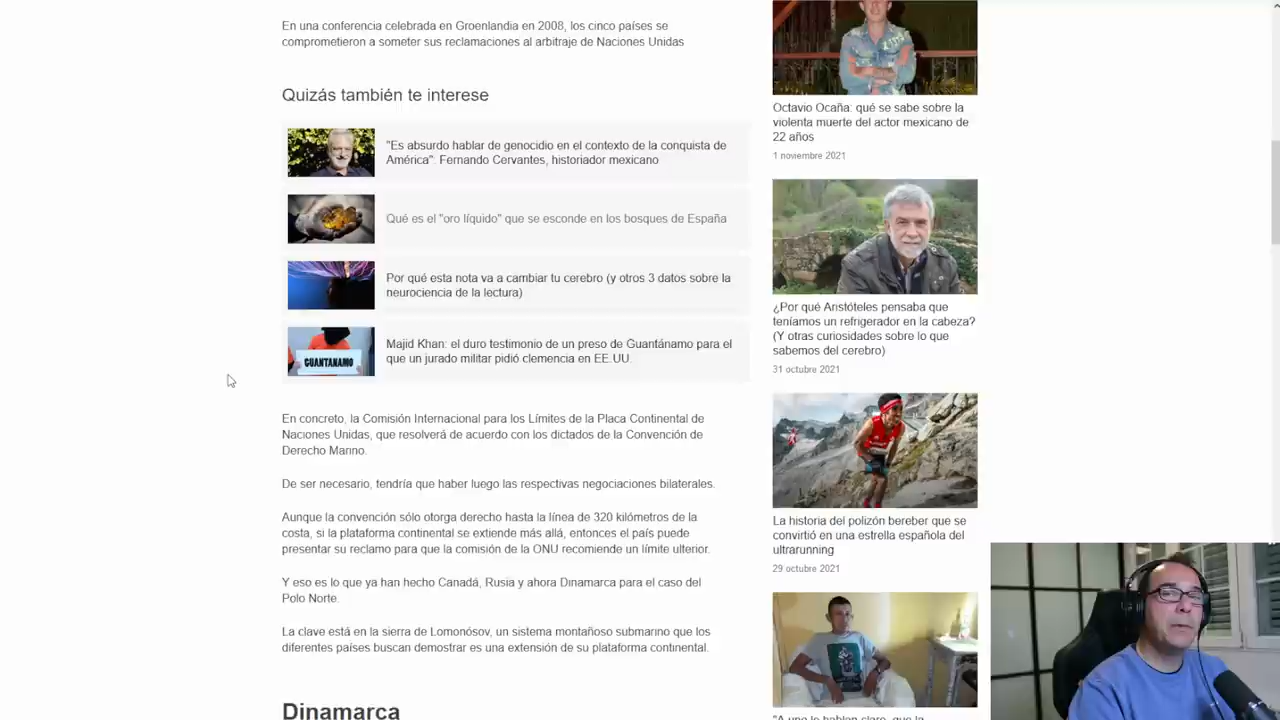 En una conferencia celebrada en Groenlandia en 2008, los cinco países se
comprometieron a someter sus reclamaciones al arbitraje de Naciones Unidas
Quizás también te interese
"Es absurdo hablar de genocidio en el contexto de la conquista de
América": Fernando Cervantes, historiador mexicano
Qué es el "oro líquido" que se esconde en los bosques de España
Por qué esta nota va a cambiar tu cerebro (y otros 3 datos sobre la
neurociencia de la lectura)
GUANTANAMO
Majid Khan: el duro testimonio de un preso de Guantánamo para el
que un jurado militar pidió clemencia en EE.UU.
En concreto, la Comisión Internacional para los Límites de la Placa Continental de
Naciones Unidas, que resolverá de acuerdo con los dictados de la Convención de
Derecho Marino.
De ser necesario, tendría que haber luego las respectivas negociaciones bilaterales.
Aunque la convención sólo otorga derecho hasta la línea de 320 kilómetros de la
costa, si la plataforma continental se extiende más allá, entonces el país puede
presentar su reclamo para que la comisión de la ONU recomiende un límite ulterior.
Y eso es lo que ya han hecho Canadá, Rusia y ahora Dinamarca para el caso del
Polo Norte.
La clave está en la sierra de Lomonósov, un sistema montañoso submarino que los
diferentes países buscan demostrar es una extensión de su plataforma continental.
Dinamarca
Octavio Ocaña: qué se sabe sobre la
violenta muerte del actor mexicano de
22 años
1 noviembre 2021
¿Por qué Aristóteles pensaba que
teníamos un refrigerador en la cabeza?
(Y otras curiosidades sobre lo que
sabemos del cerebro)
31 octubre 2021
La historia del polizón bereber que se
convirtió en una estrella española del
ultrarunning
29 octubre 2021
"A uno le hablan claro, que la